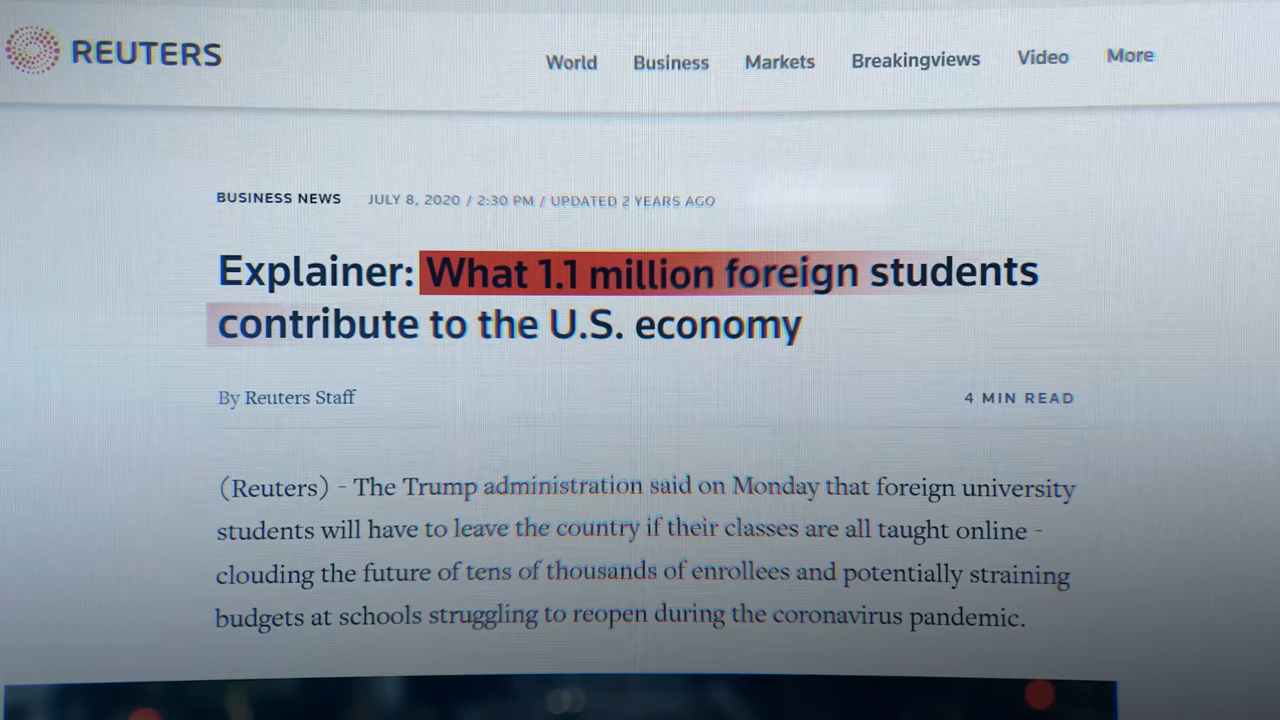 REUTERS
World Business Markets Breakingviews Video More
BUSINESS NEWS JULY 8, 2020 / 2:30 PM / UPDATED 2 YEARS AGO
Explainer: What 1.1 million foreign students
contribute to the U.S. economy
By Reuters Staff 4 MIN READ
(Reuters) - The Trump administration said on Monday that foreign university
students will have to leave the country if their classes are all taught online -
clouding the future of tens of thousands of enrollees and potentially straining
budgets at schools struggling to reopen during the coronavirus pandemic.